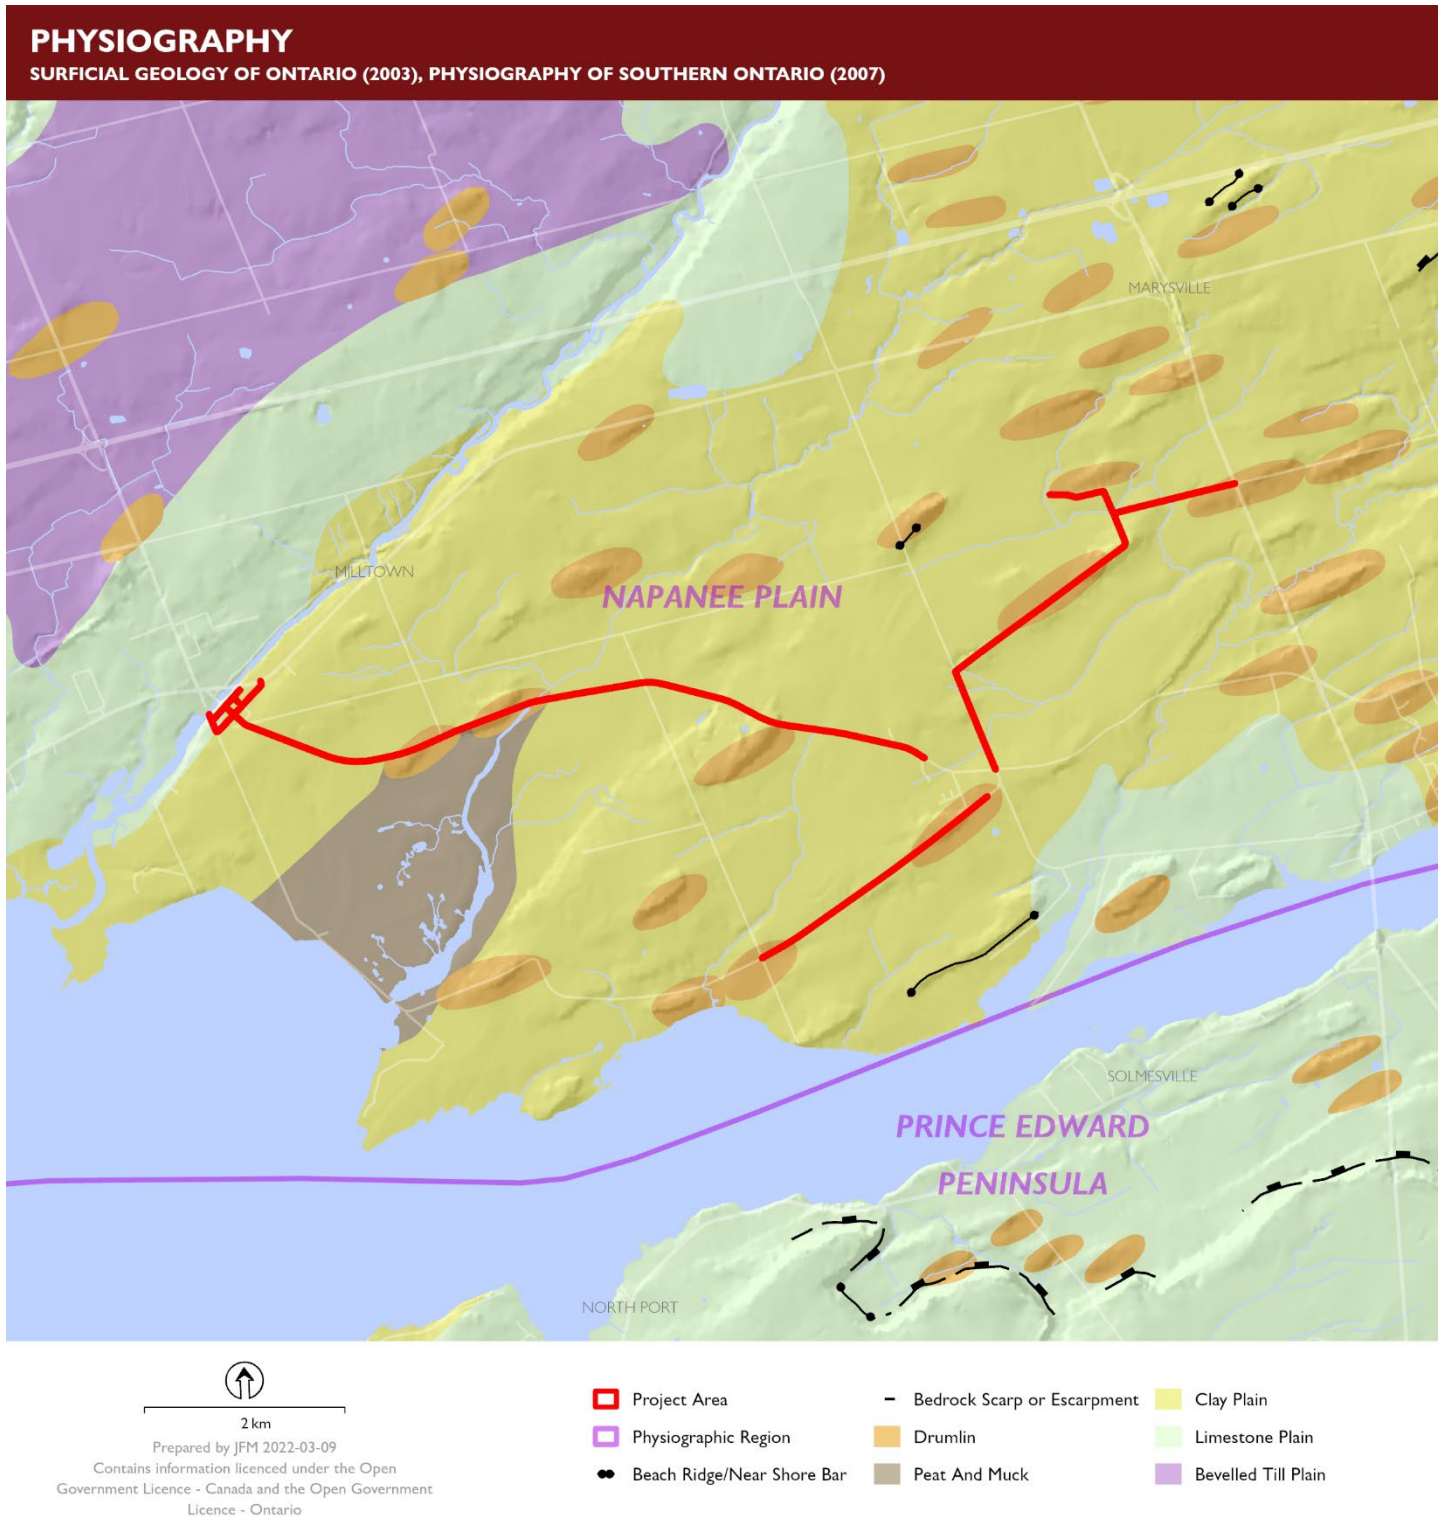 PHYSIOGRAPHY
SURFICIAL GEOLOGY OF ONTARIO (2003), PHYSIOGRAPHY OF SOUTHERN ONTARIO (2007)
MARYSVILLE
MILLTOWN
NAPANEE PLAIN
SOLMESVILLE
PRINCE EDWARD
PENINSULA
NORTH PORT
2 km
Prepared by JFM 2022-03-09
Contains information licenced under the Open
Government Licence - Canada and the Open Government
Licence - Ontario
Project Area
Physiographic Region
Beach Ridge/Near Shore Bar
Bedrock Scarp or Escarpment
Drumlin
Peat And Muck
Clay Plain
Limestone Plain
Bevelled Till Plain